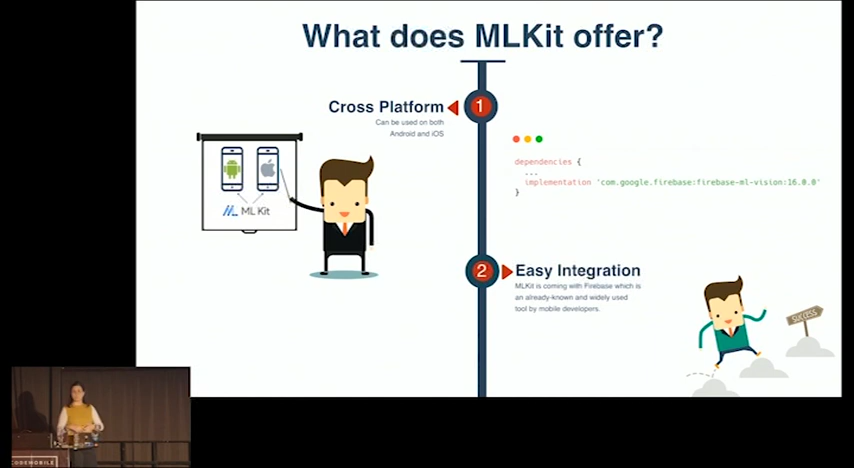 What does MLKit offer?
Cross Platform
Can be used on both
Android and iOS
1
ML Kit
dependencies {
...
implementation 'com.google.firebase:firebase-ml-vision:16.0.0'
}
2
Easy Integration
MLKit is coming with Firebase which is
an already-known and widely used
tool by mobile developers.
SUCCESS
CODEMOBILE